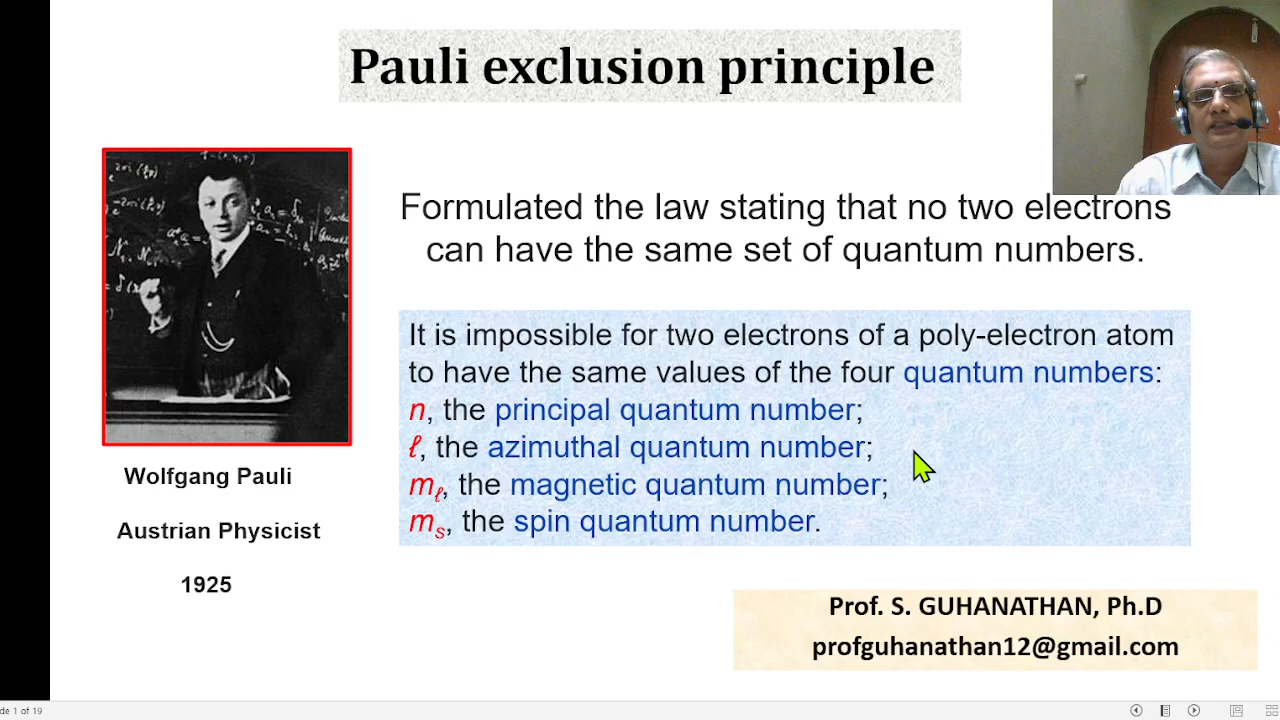 Pauli exclusion principle
Formulated the law stating that no two electrons
can have the same set of quantum numbers.
It is impossible for two electrons of a poly-electron atom
to have the same values of the four quantum numbers:
n, the principal quantum number;
ℓ, the azimuthal quantum number;
mℓ, the magnetic quantum number;
ms, the spin quantum number.
Wolfgang Pauli
Austrian Physicist
1925
Prof. S. GUHANATHAN, Ph.D
profguhanathan12@gmail.com
de 1 of 19